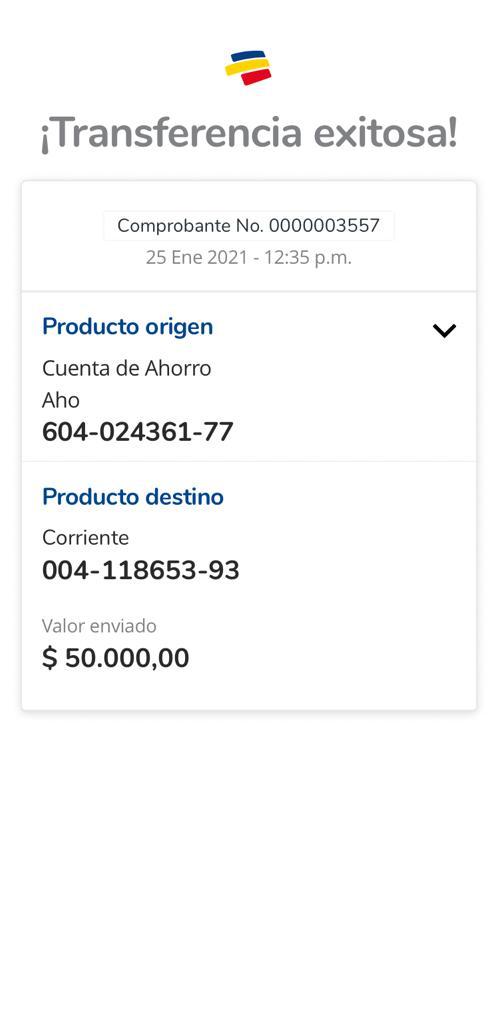 ¡Transferencia exitosa!
Comprobante No. 0000003557
25 Ene 2021 - 12:35 p.m.
Producto origen
Cuenta de Ahorro
Aho
604-024361-77
Producto destino
Corriente
004-118653-93
Valor enviado
$ 50.000,00